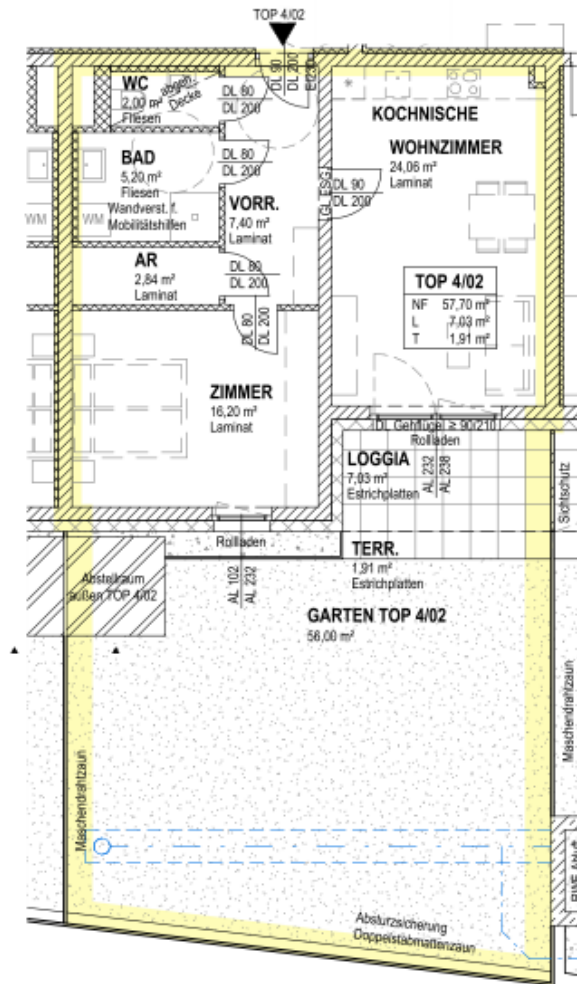 TOP 4/02
WC
2,00 m²
Fliesen
abgeh.
Decke
DL 80
DL 200
DL 90
DL 200
EI230
KOCHNISCHE
WOHNZIMMER
24,06 m²
Laminat
BAD
5,20 m²
Fliesen
Wandverst. f.
Mobilitätshilfen
WM
WM
DL 80
DL 200
GL ESG
DL 90
DL 200
VORR.
7,40 m²
Laminat
AR
2,84 m²
Laminat
DL 80
DL 200
DL 80
DL 200
TOP 4/02
NF 57,70 m²
L 7,03 m²
T 1,91 m²
ZIMMER
16,20 m²
Laminat
DL Gehflügel ≥ 90/210
Rollladen
LOGGIA
7,03 m²
Estrichplatten
AL 232
AL 238
Sichtschutz
Rollladen
TERR.
1,91 m²
Estrichplatten
Abstellraum
außen TOP 4/02
AL 102
AL 232
GARTEN TOP 4/02
56,00 m²
Maschendrahtzaun
Maschendrahtzaun
Absturzsicherung
Doppelstabmattenzaun